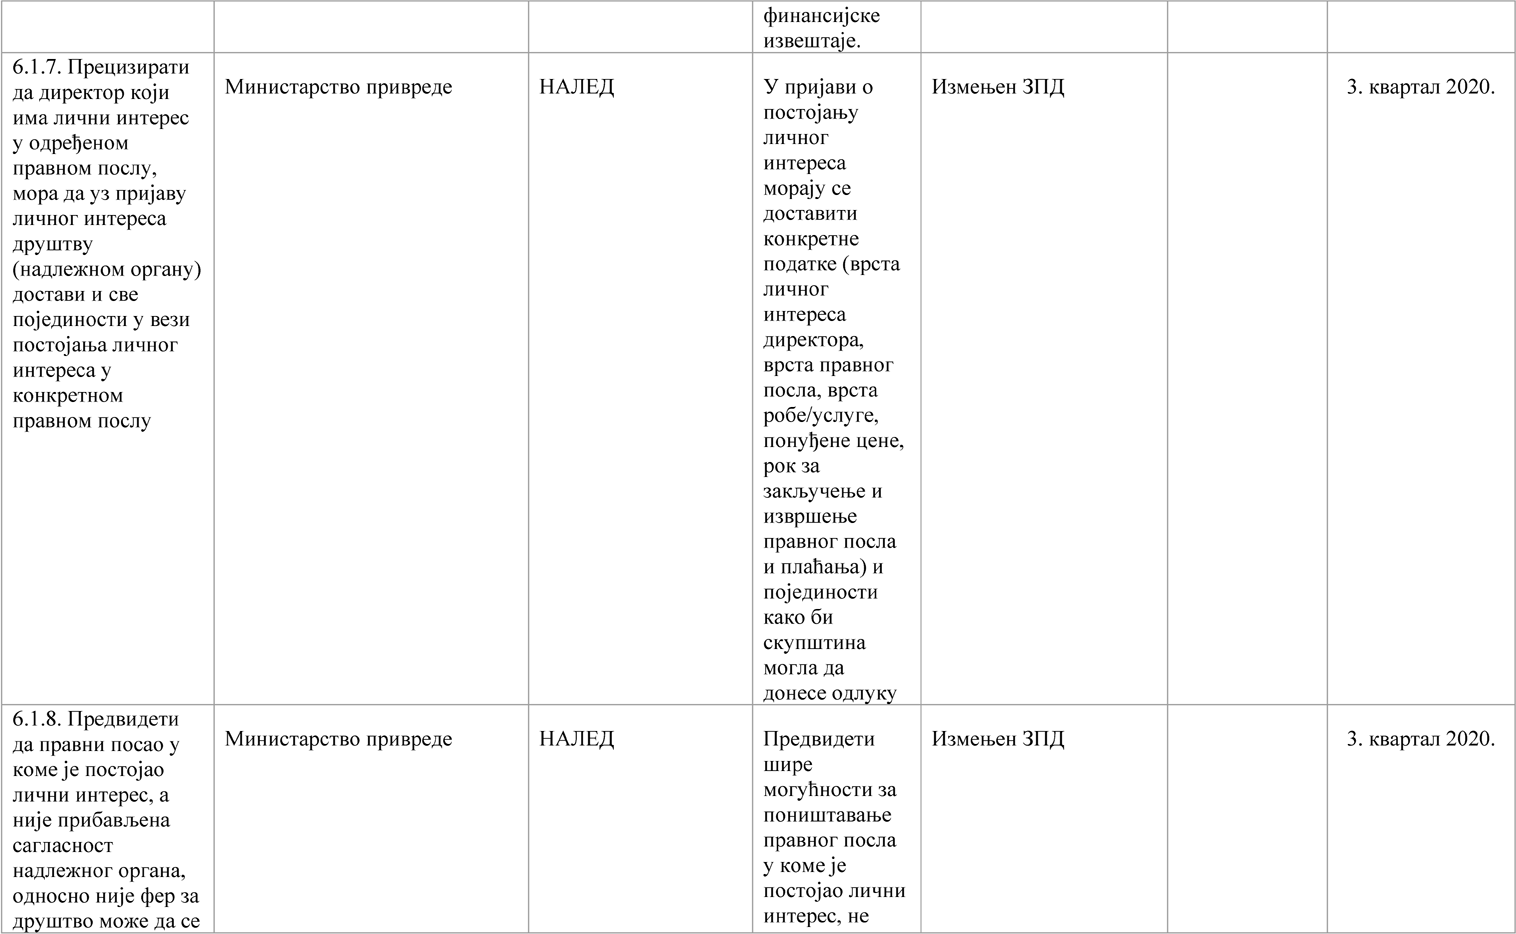 финансијске
извештаје.
6.1.7. Прецизирати
да директор који
има лични интерес
у одређеном
правном послу,
мора да уз пријаву
личног интереса
друштву
(надлежном органу)
достави и све
појединости у вези
постојања личног
интереса у
конкретном
правном послу
Министарство привреде
НАЛЕД
У пријави о
постојању
личног
интереса
морају се
доставити
конкретне
податке (врста
личног
интереса
директора,
врста правног
посла, врста
робе/услуге,
понуђене цене,
рок за
закључење и
извршење
правног посла
и плаћања) и
појединости
како би
скупштина
могла да
донесе одлуку
Измењен ЗПД
3. квартал 2020.
6.1.8. Предвидети
да правни посао у
коме је постојао
лични интерес, а
није прибављена
сагласност
надлежног органа,
односно није фер за
друштво може да се
Министарство привреде
НАЛЕД
Предвидети
шире
могућности за
поништавање
правног посла
у коме је
постојао лични
интерес, не
Измењен ЗПД
3. квартал 2020.